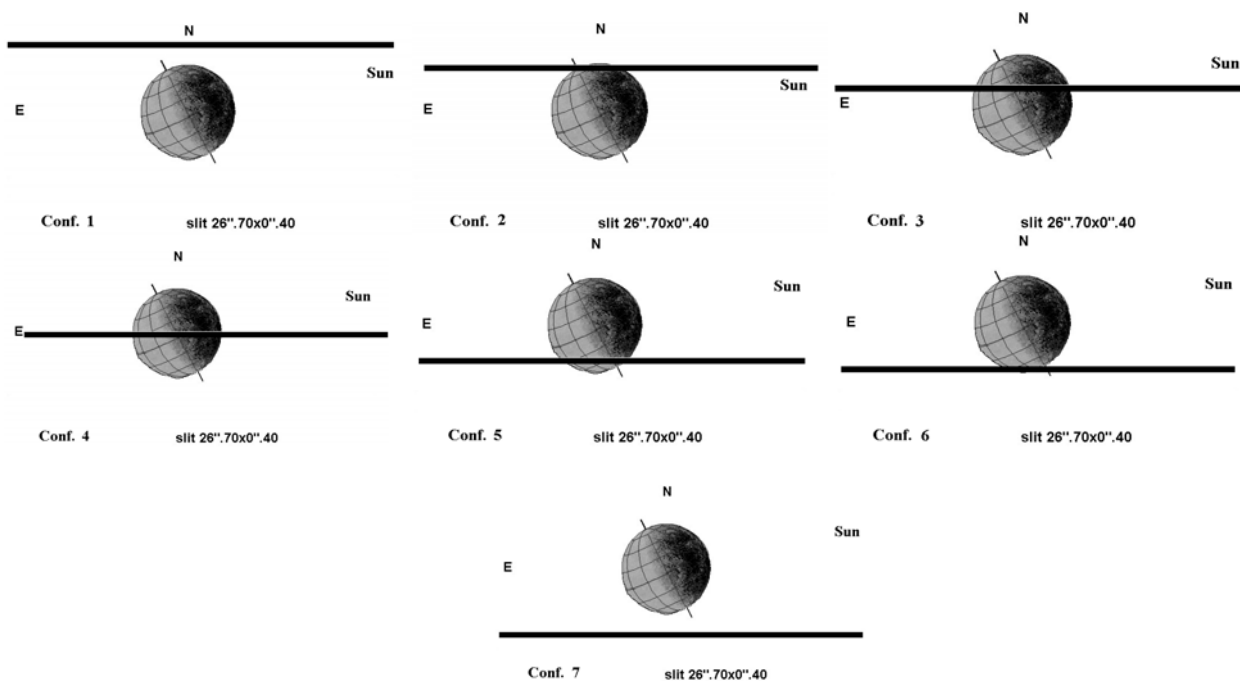 N
Sun
E
Conf. 1 slit 26".70x0".40
N
Sun
E
Conf. 2 slit 26".70x0".40
N
Sun
E
Conf. 3 slit 26".70x0".40
N
Sun
E
Conf. 4 slit 26".70x0".40
N
Sun
E
Conf. 5 slit 26".70x0".40
N
Sun
E
Conf. 6 slit 26".70x0".40
N
Sun
E
Conf. 7 slit 26".70x0".40